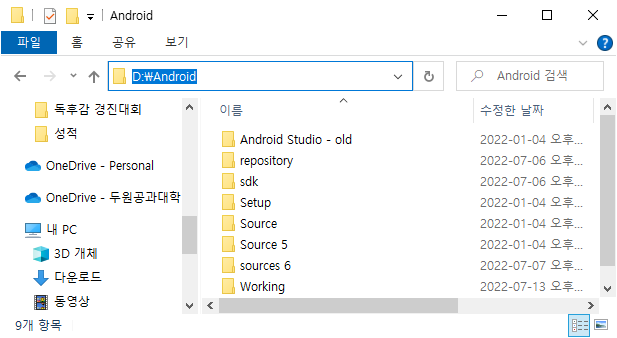 Android
파일 홈 공유 보기
D:₩Android
Android 검색
독후감 경진대회
성적
OneDrive - Personal
OneDrive - 두원공과대학
내 PC
3D 개체
다운로드
동영상
이름 수정한 날짜
Android Studio - old 2022-01-04 오후...
repository 2022-07-06 오후...
sdk 2022-07-06 오후...
Setup 2022-01-04 오후...
Source 2022-01-04 오후...
Source 5 2022-01-04 오후...
sources 6 2022-07-07 오후...
Working 2022-07-13 오후...
9개 항목